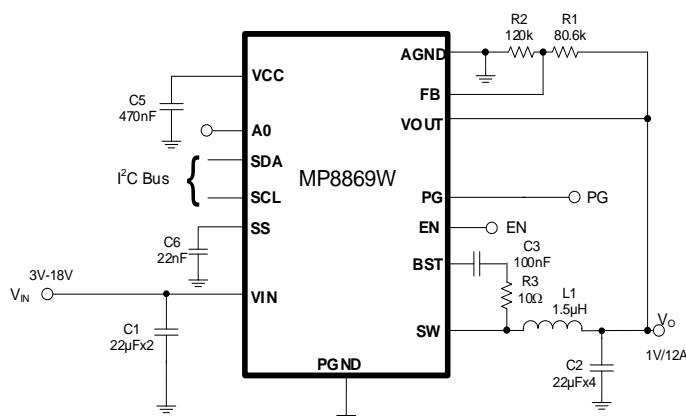 R2
120k
R1
80.6k
AGND
VCC
C5
470nF
FB
VOUT
A0
SDA
I²C Bus
SCL
MP8869W
PG
PG
SS
EN
EN
C6
22nF
C3
100nF
BST
R3
10Ω
3V-18V
VIN
VIN
L1
1.5µH
SW
VO
C1
22µFx2
1V/12A
C2
22µFx4
PGND